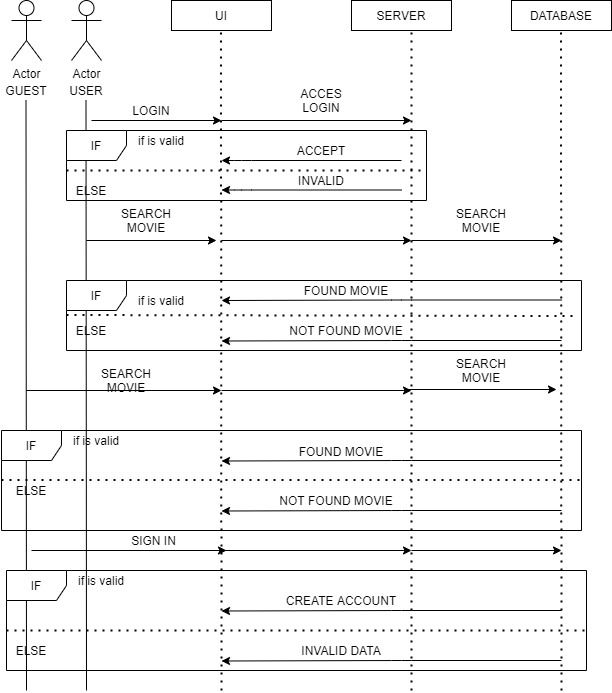 UI
SERVER
DATABASE
Actor
GUEST
Actor
USER
LOGIN
ACCES
LOGIN
IF
if is valid
ACCEPT
ELSE
INVALID
SEARCH
MOVIE
SEARCH
MOVIE
IF
if is valid
FOUND MOVIE
ELSE
NOT FOUND MOVIE
SEARCH
MOVIE
SEARCH
MOVIE
IF
if is valid
FOUND MOVIE
ELSE
NOT FOUND MOVIE
SIGN IN
IF
if is valid
CREATE ACCOUNT
ELSE
INVALID DATA